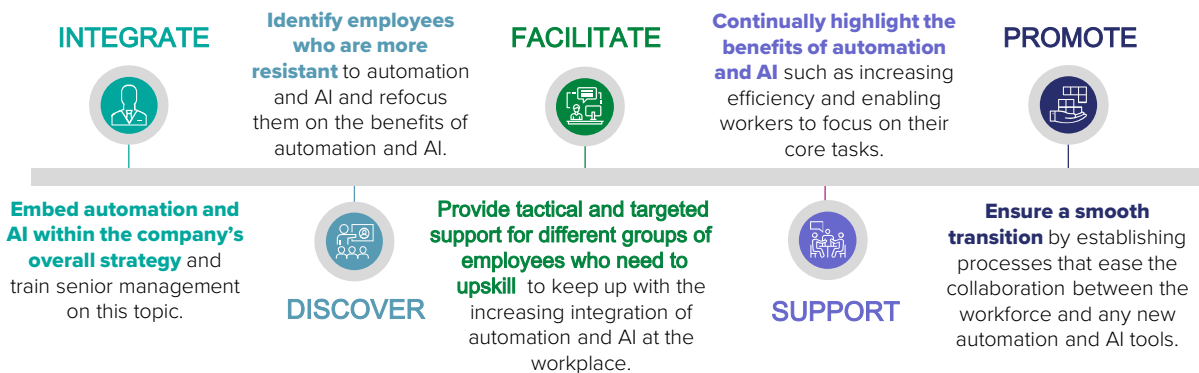 INTEGRATE
Embed automation and
AI within the company's
overall strategy and
train senior management
on this topic.
Identify employees
who are more
resistant to automation
and AI and refocus
them on the benefits of
automation and AI.
DISCOVER
FACILITATE
Provide tactical and targeted
support for different groups of
employees who need to
upskill to keep up with the
increasing integration of
automation and AI at the
workplace.
Continually highlight the
benefits of automation
and AI such as increasing
efficiency and enabling
workers to focus on their
core tasks.
SUPPORT
PROMOTE
Ensure a smooth
transition by establishing
processes that ease the
collaboration between the
workforce and any new
automation and AI tools.